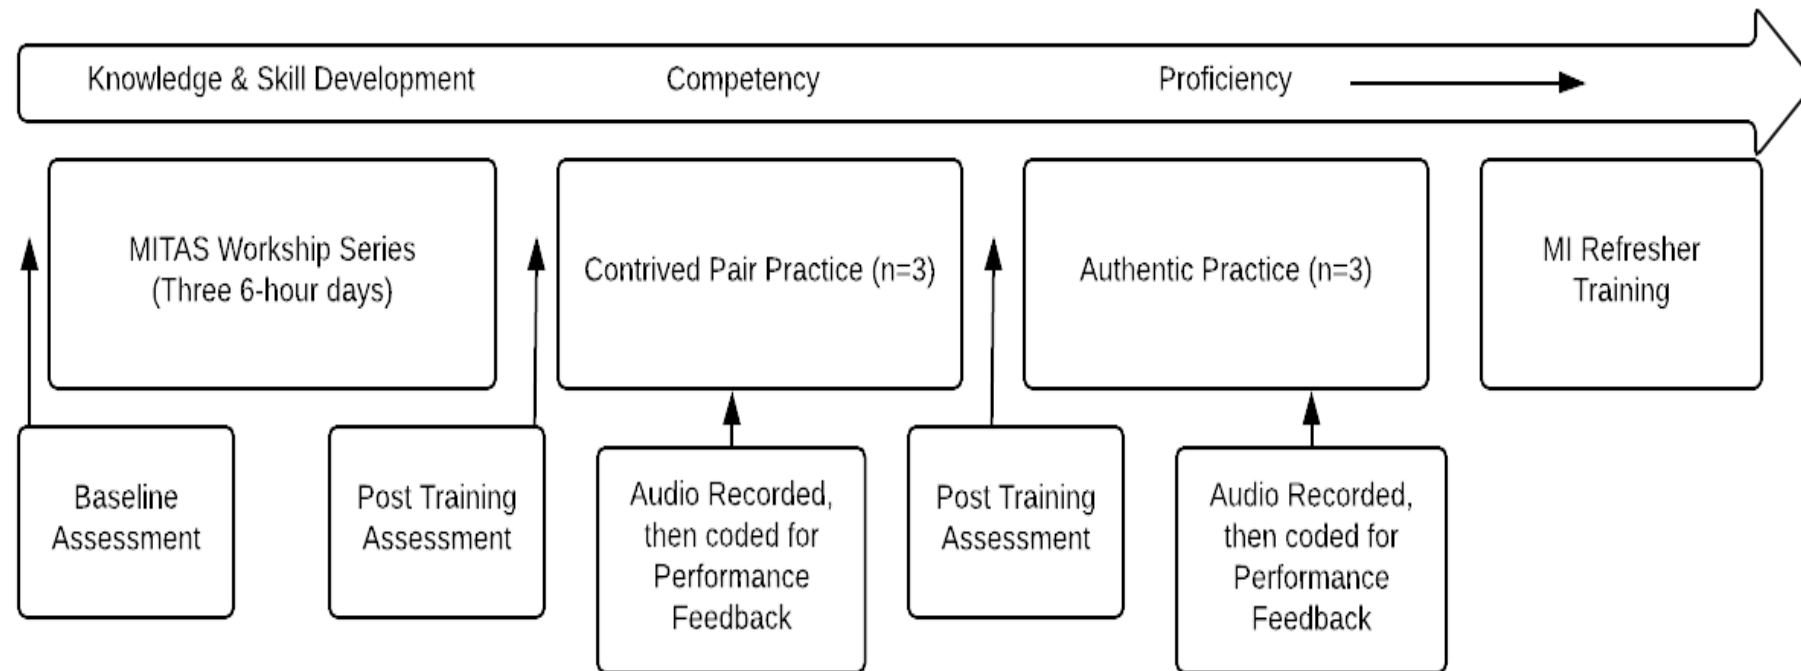 Knowledge & Skill Development
Competency
Proficiency
MITAS Workship Series
(Three 6-hour days)
Contrived Pair Practice (n=3)
Authentic Practice (n=3)
MI Refresher
Training
Baseline
Assessment
Post Training
Assessment
Audio Recorded,
then coded for
Performance
Feedback
Post Training
Assessment
Audio Recorded,
then coded for
Performance
Feedback